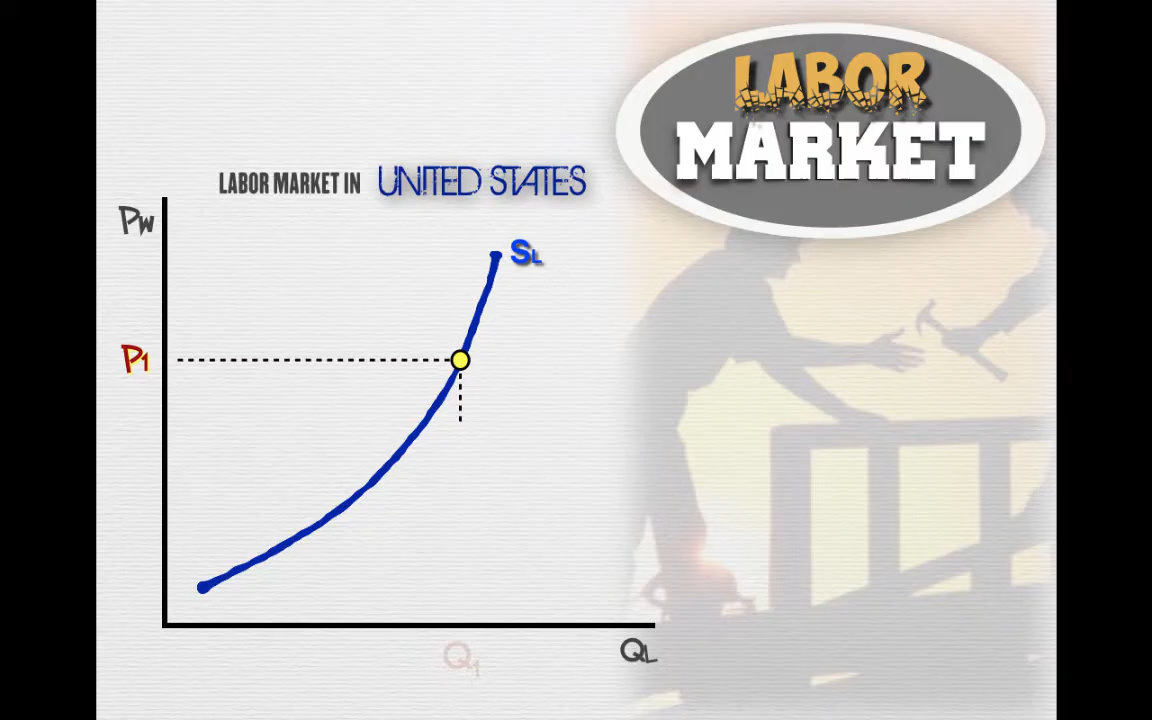 LABOR
MARKET
LABOR MARKET IN UNITED STATES
PW
SL
P1
Q1
QL